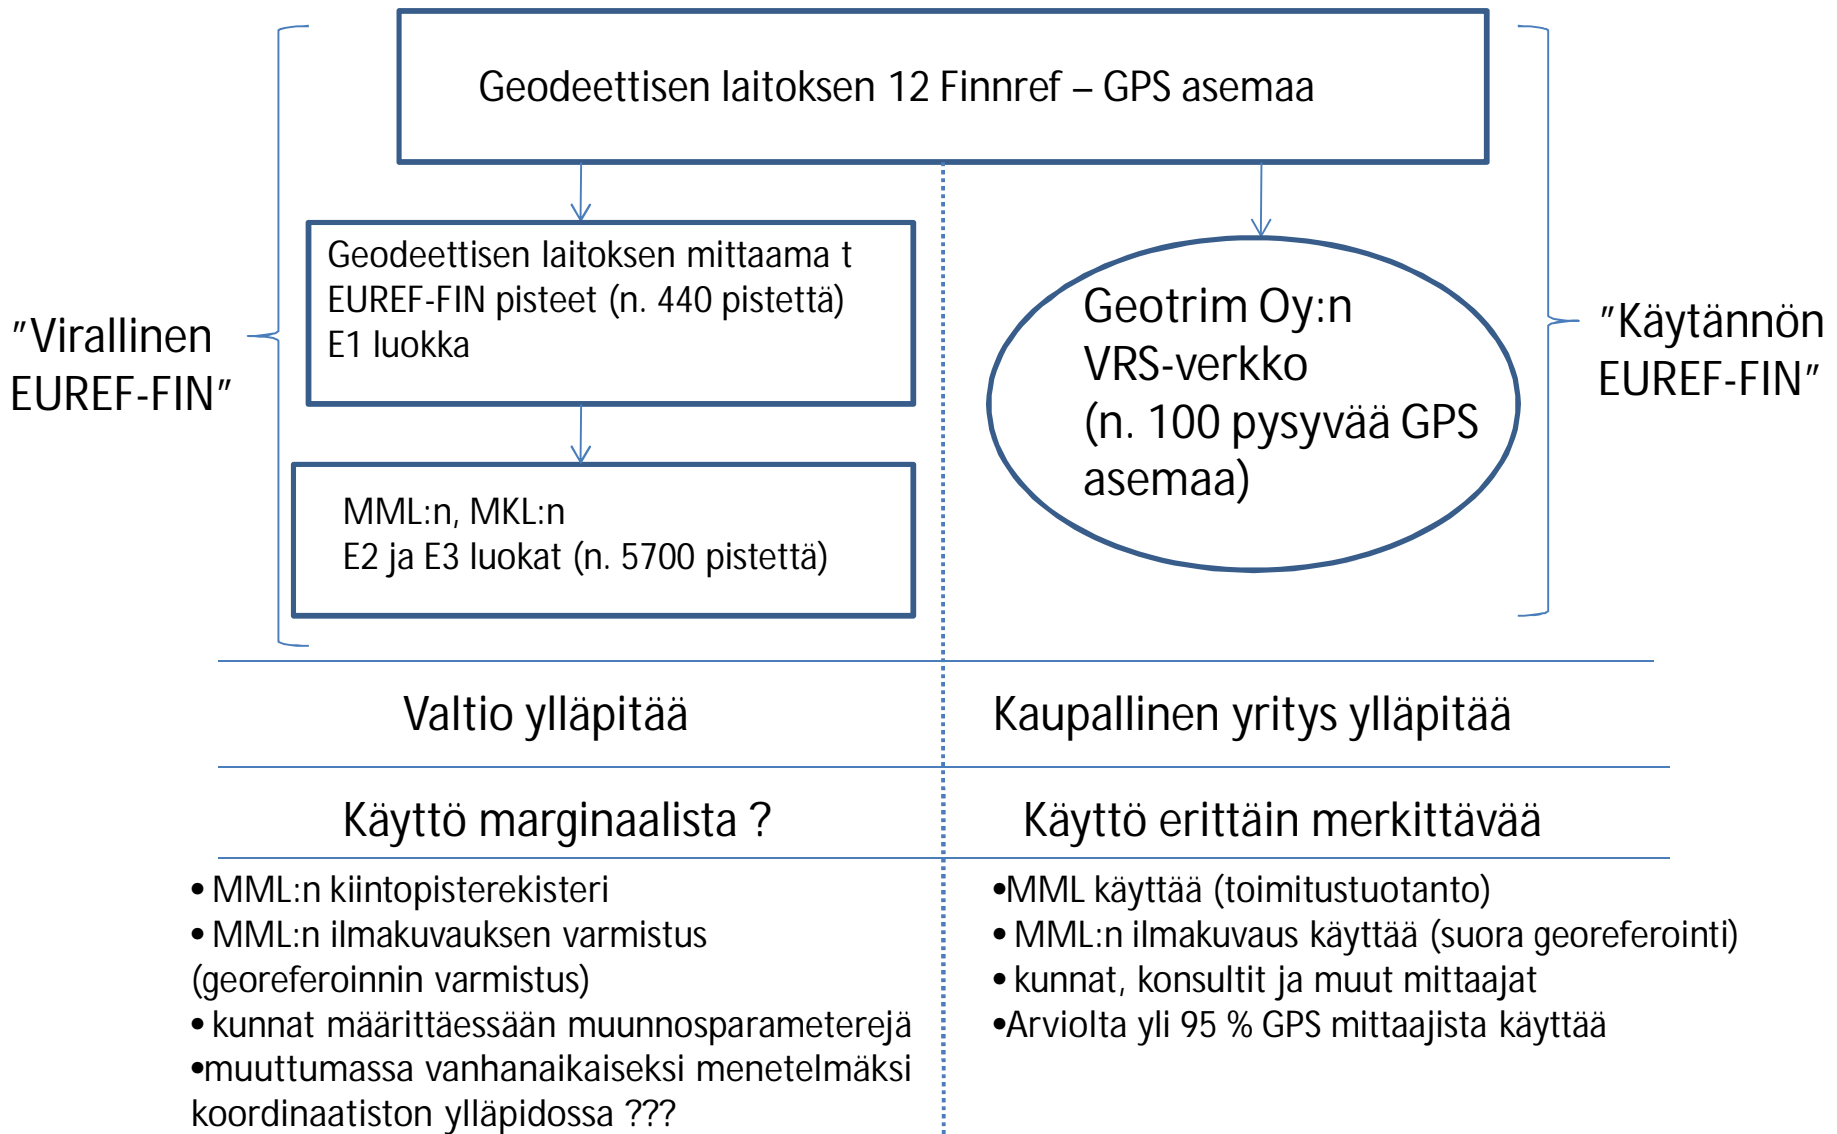 Geodeettisen laitoksen 12 Finnref – GPS asemaa
"Virallinen
EUREF-FIN"
Geodeettisen laitoksen mittaama t
EUREF-FIN pisteet (n. 440 pistettä)
E1 luokka
MML:n, MKL:n
E2 ja E3 luokat (n. 5700 pistettä)
Geotrim Oy:n
VRS-verkko
(n. 100 pysyvää GPS
asemaa)
"Käytännön
EUREF-FIN"
Valtio ylläpitää
Kaupallinen yritys ylläpitää
Käyttö marginaalista ?
Käyttö erittäin merkittävää
• MML:n kiintopisterekisteri
• MML:n ilmakuvauksen varmistus
(georeferoinnin varmistus)
• kunnat määrittäessään muunnosparameterejä
•muuttumassa vanhanaikaiseksi menetelmäksi
koordinaatiston ylläpidossa ???
•MML käyttää (toimitustuotanto)
• MML:n ilmakuvaus käyttää (suora georeferointi)
• kunnat, konsultit ja muut mittaajat
•Arviolta yli 95 % GPS mittaajista käyttää